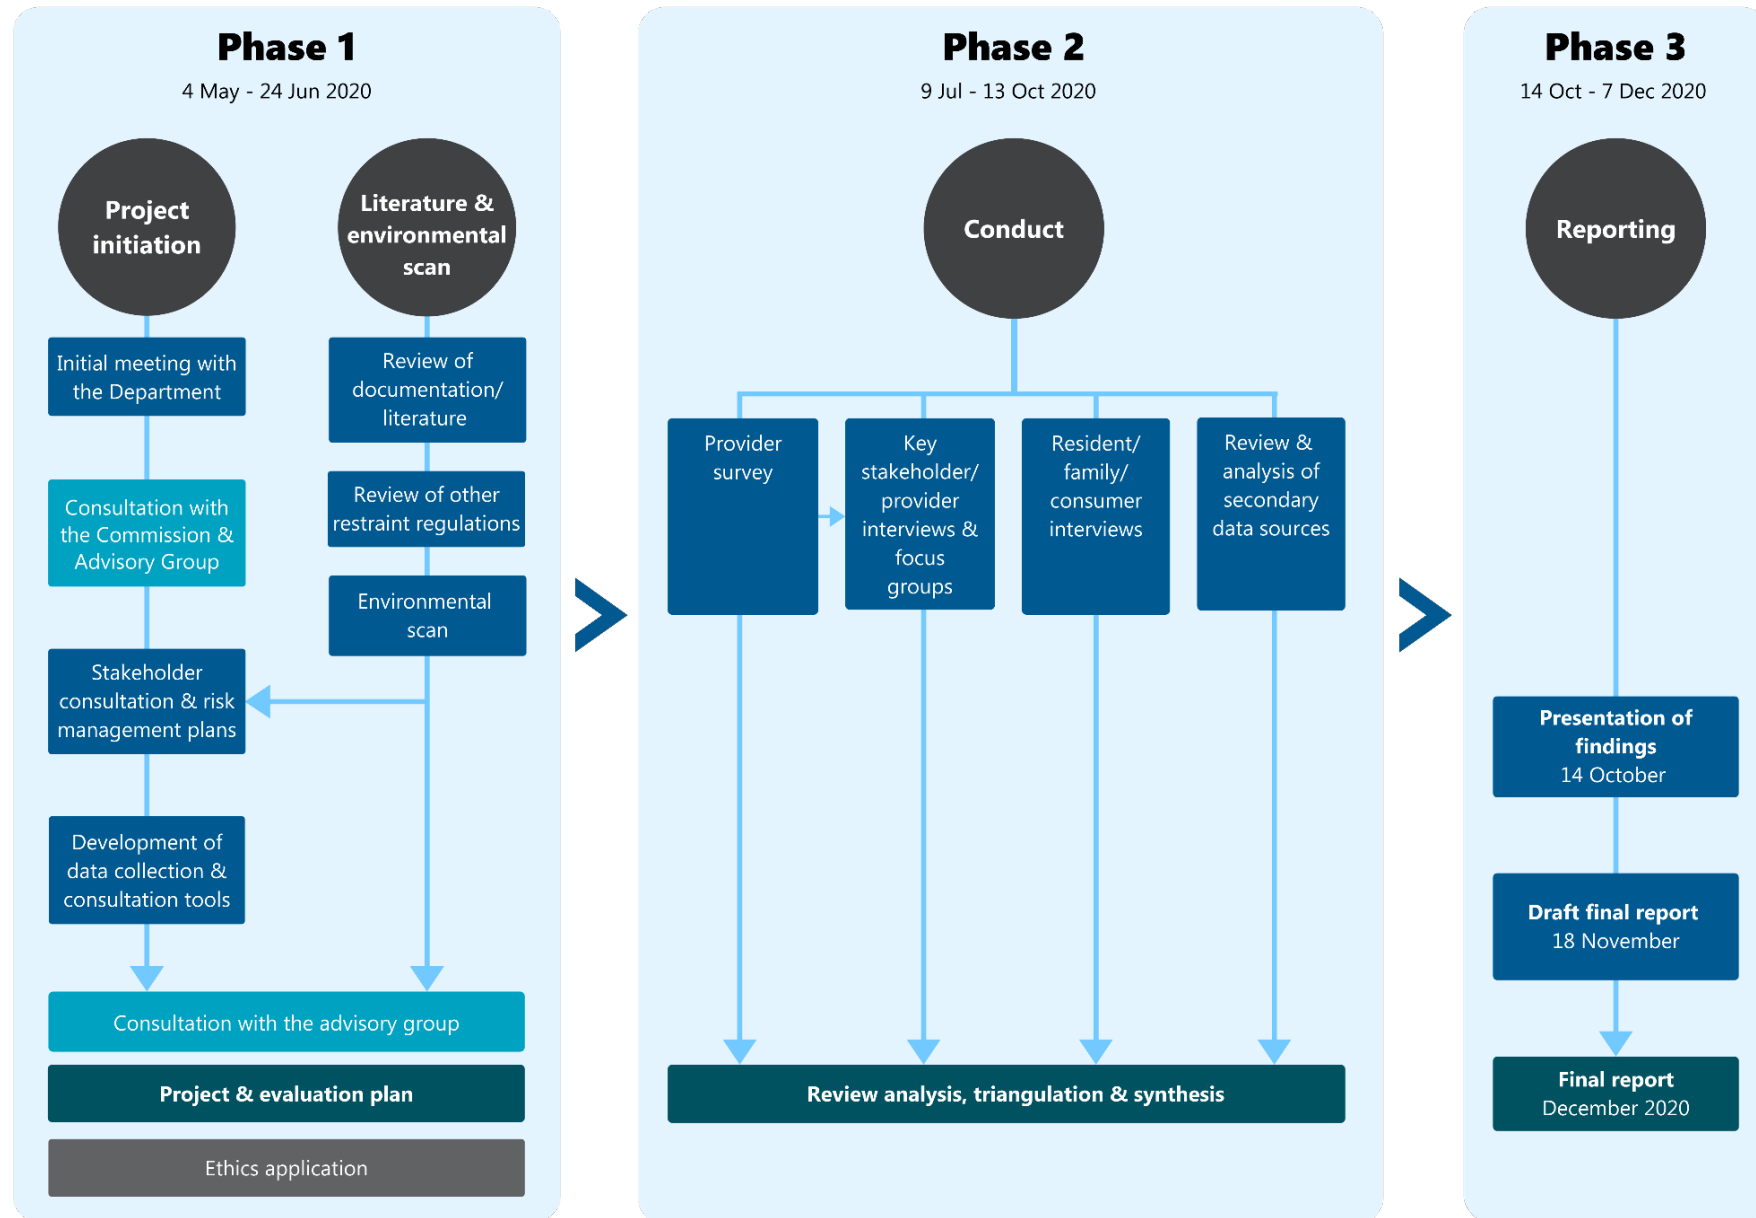 Phase 1
4 May - 24 Jun 2020
Project
initiation
Initial meeting with
the Department
Consultation with
the Commission &
Advisory Group
Stakeholder
consultation & risk
management plans
Development of
data collection &
consultation tools
Literature &
environmental
scan
Review of
documentation/
literature
Review of other
restraint regulations
Environmental
scan
Consultation with the advisory group
Project & evaluation plan
Ethics application
Phase 2
9 Jul - 13 Oct 2020
Conduct
Provider
survey
Key
stakeholder/
provider
interviews &
focus
groups
Resident/
family/
consumer
interviews
Review &
analysis of
secondary
data sources
Review analysis, triangulation & synthesis
Phase 3
14 Oct - 7 Dec 2020
Reporting
Presentation of
findings
14 October
Draft final report
18 November
Final report
December 2020